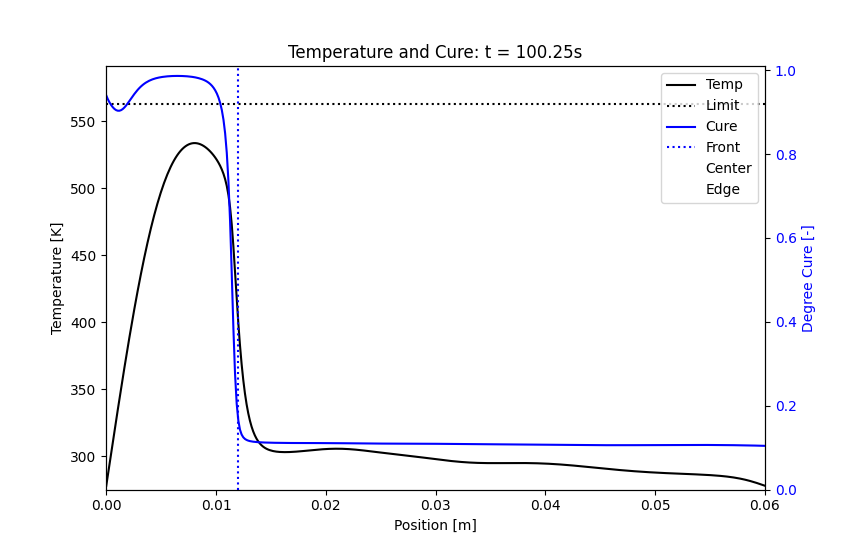 Temperature and Cure: t = 100.25s
Temp
Limit
Cure
Front
Center
Edge
Temperature [K]
550
500
450
400
350
300
Degree Cure [-]
1.0
0.8
0.6
0.4
0.2
0.0
0.00 0.01 0.02 0.03 0.04 0.05 0.06
Position [m]